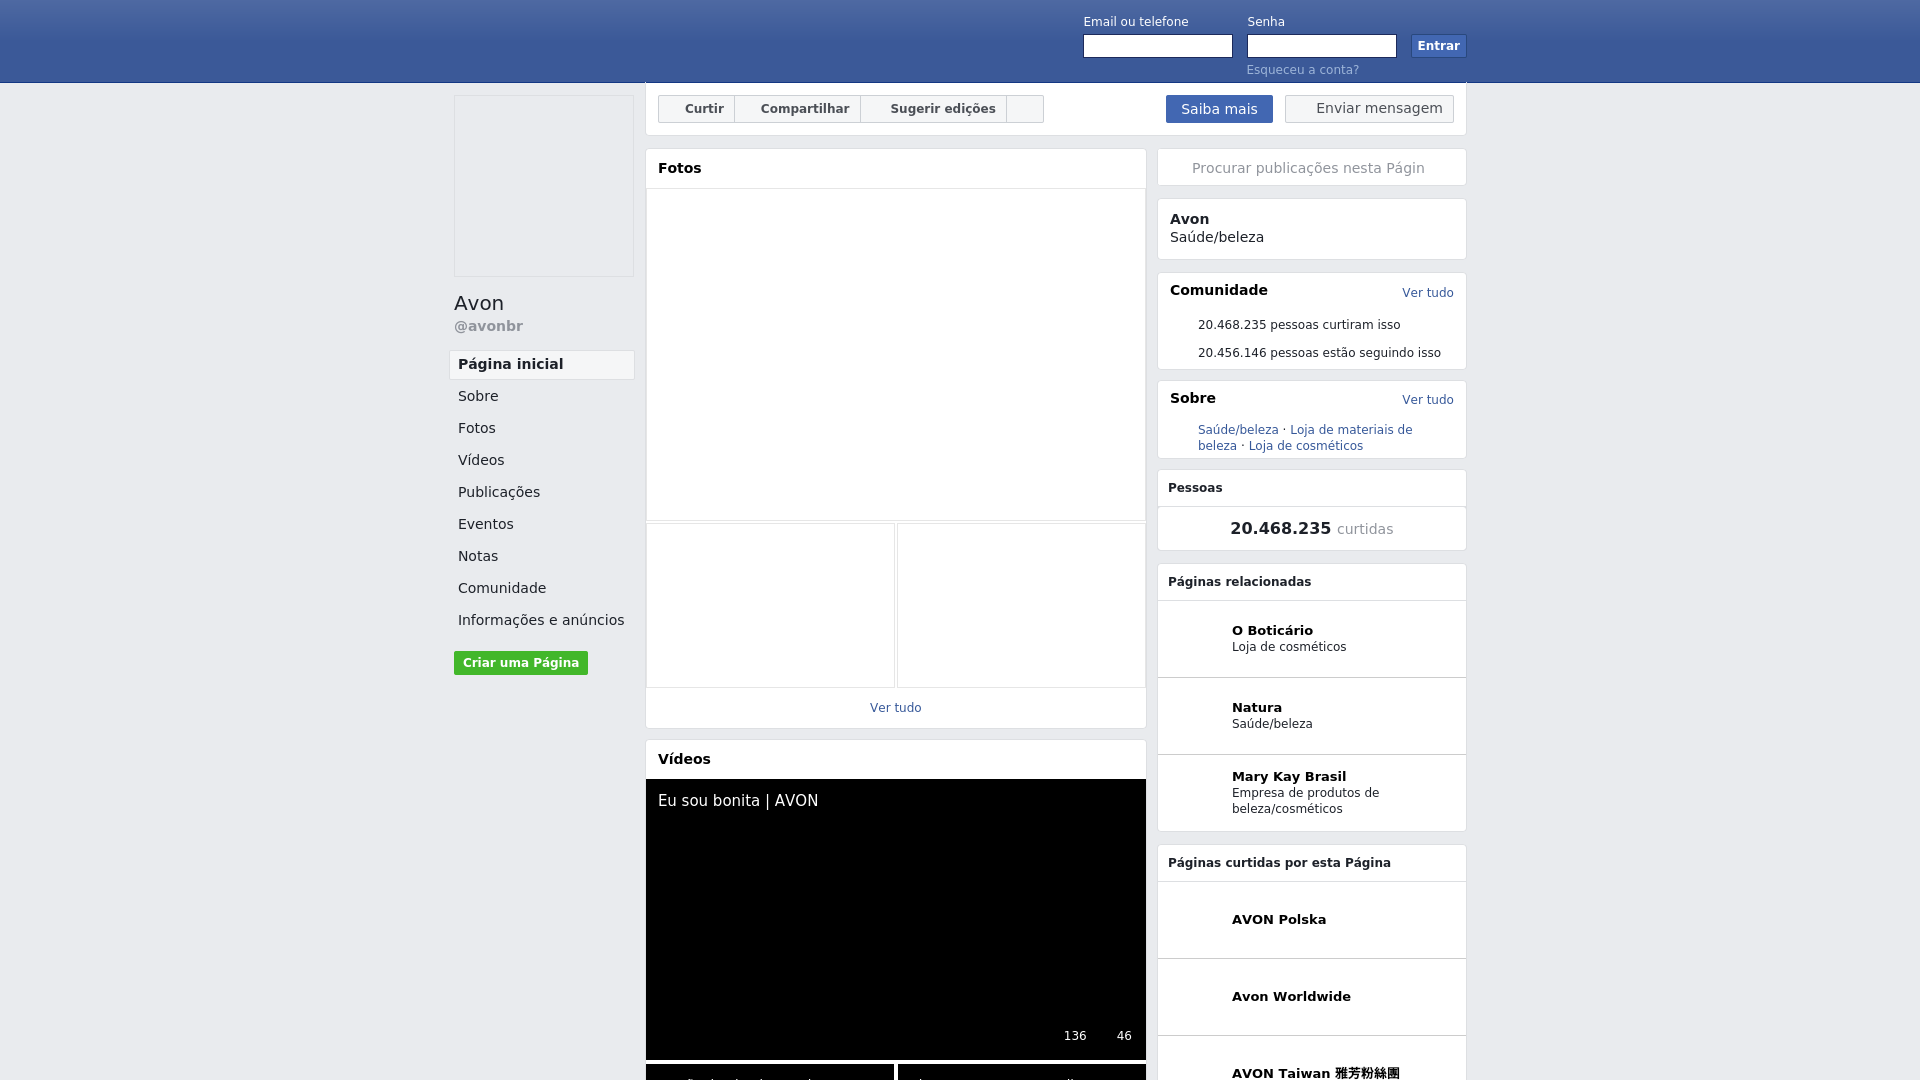 Email ou telefone
Senha
Entrar
Esqueceu a conta?
Curtir
Compartilhar
Sugerir edições
Saiba mais
Enviar mensagem
Avon
@avonbr
Página inicial
Sobre
Fotos
Vídeos
Publicações
Eventos
Notas
Comunidade
Informações e anúncios
Criar uma Página
Fotos
Ver tudo
Vídeos
Eu sou bonita | AVON
136
46
Procurar publicações nesta Págin
Avon
Saúde/beleza
Comunidade
Ver tudo
20.468.235 pessoas curtiram isso
20.456.146 pessoas estão seguindo isso
Sobre
Ver tudo
Saúde/beleza · Loja de materiais de
beleza · Loja de cosméticos
Pessoas
20.468.235 curtidas
Páginas relacionadas
O Boticário
Loja de cosméticos
Natura
Saúde/beleza
Mary Kay Brasil
Empresa de produtos de
beleza/cosméticos
Páginas curtidas por esta Página
AVON Polska
Avon Worldwide
AVON Taiwan 雅芳粉絲團